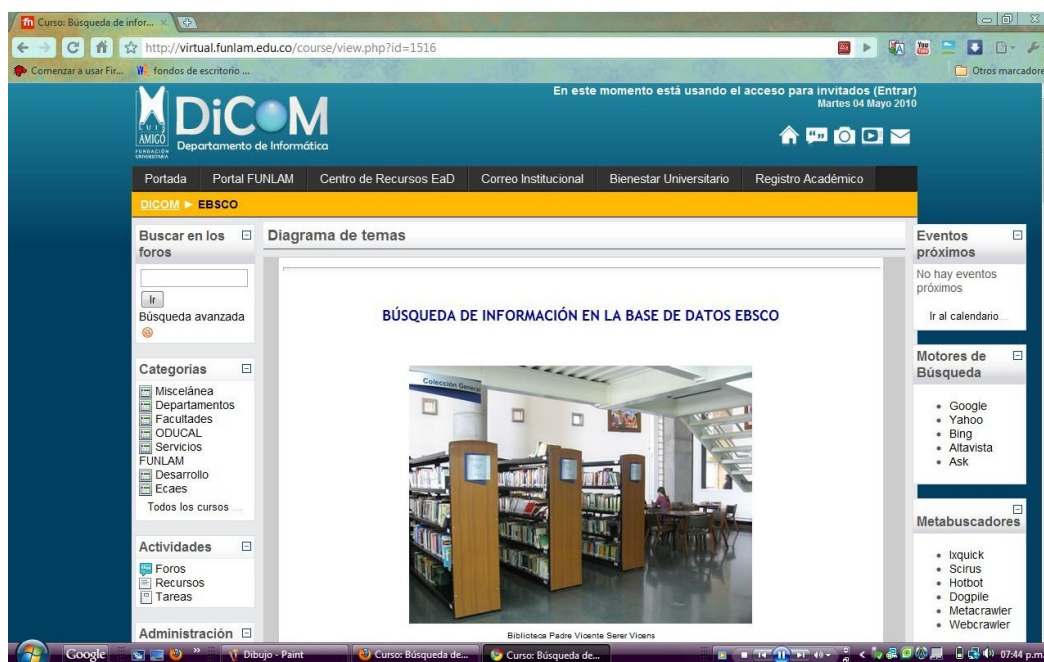 Curso: Búsqueda de infor...
http://virtual.funlam.edu.co/course/view.php?id=1516
Comenzar a usar Fir...
fondos de escritorio ...
Otros marcadore
En este momento está usando el acceso para invitados (Entrar)
Martes 04 Mayo 2010
LUIS
AMIGÓ
FUNDACIÓN
UNIVERSITARIA
DiCOM
Departamento de Informática
Portada Portal FUNLAM Centro de Recursos EaD Correo Institucional Bienestar Universitario Registro Académico
DICOM ► EBSCO
Buscar en los
foros
Ir
Búsqueda avanzada
Categorías
Miscelánea
Departamentos
Facultades
ODUCAL
Servicios
FUNLAM
Desarrollo
Ecaes
Todos los cursos ...
Actividades
Foros
Recursos
Tareas
Administración
Diagrama de temas
BÚSQUEDA DE INFORMACIÓN EN LA BASE DE DATOS EBSCO
Colección General
Biblioteca Padre Vicente Serer Vicens
Eventos
próximos
No hay eventos
próximos
Ir al calendario...
Motores de
Búsqueda
Google
Yahoo
Bing
Altavista
Ask
Metabuscadores
Ixquick
Scirus
Hotbot
Dogpile
Metacrawler
Webcrawler
Google
Dibujo - Paint
Curso: Búsqueda de...
Curso: Búsqueda de...
07:44 p.m.